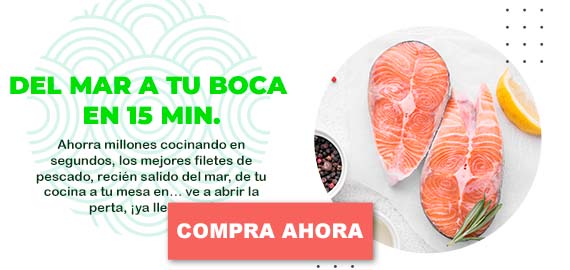 DEL MAR A TU BOCA
EN 15 MIN.
Ahorra millones cocinando en
segundos, los mejores filetes de
pescado, recién salido del mar, de tu
cocina a tu mesa en... ve a abrir la
perta, ¡ya
COMPRA AHORA